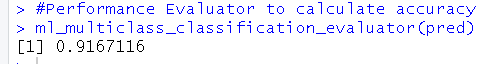 > #Performance Evaluator to calculate accuracy
> ml_multiclass_classification_evaluator(pred)
[1] 0.9167116